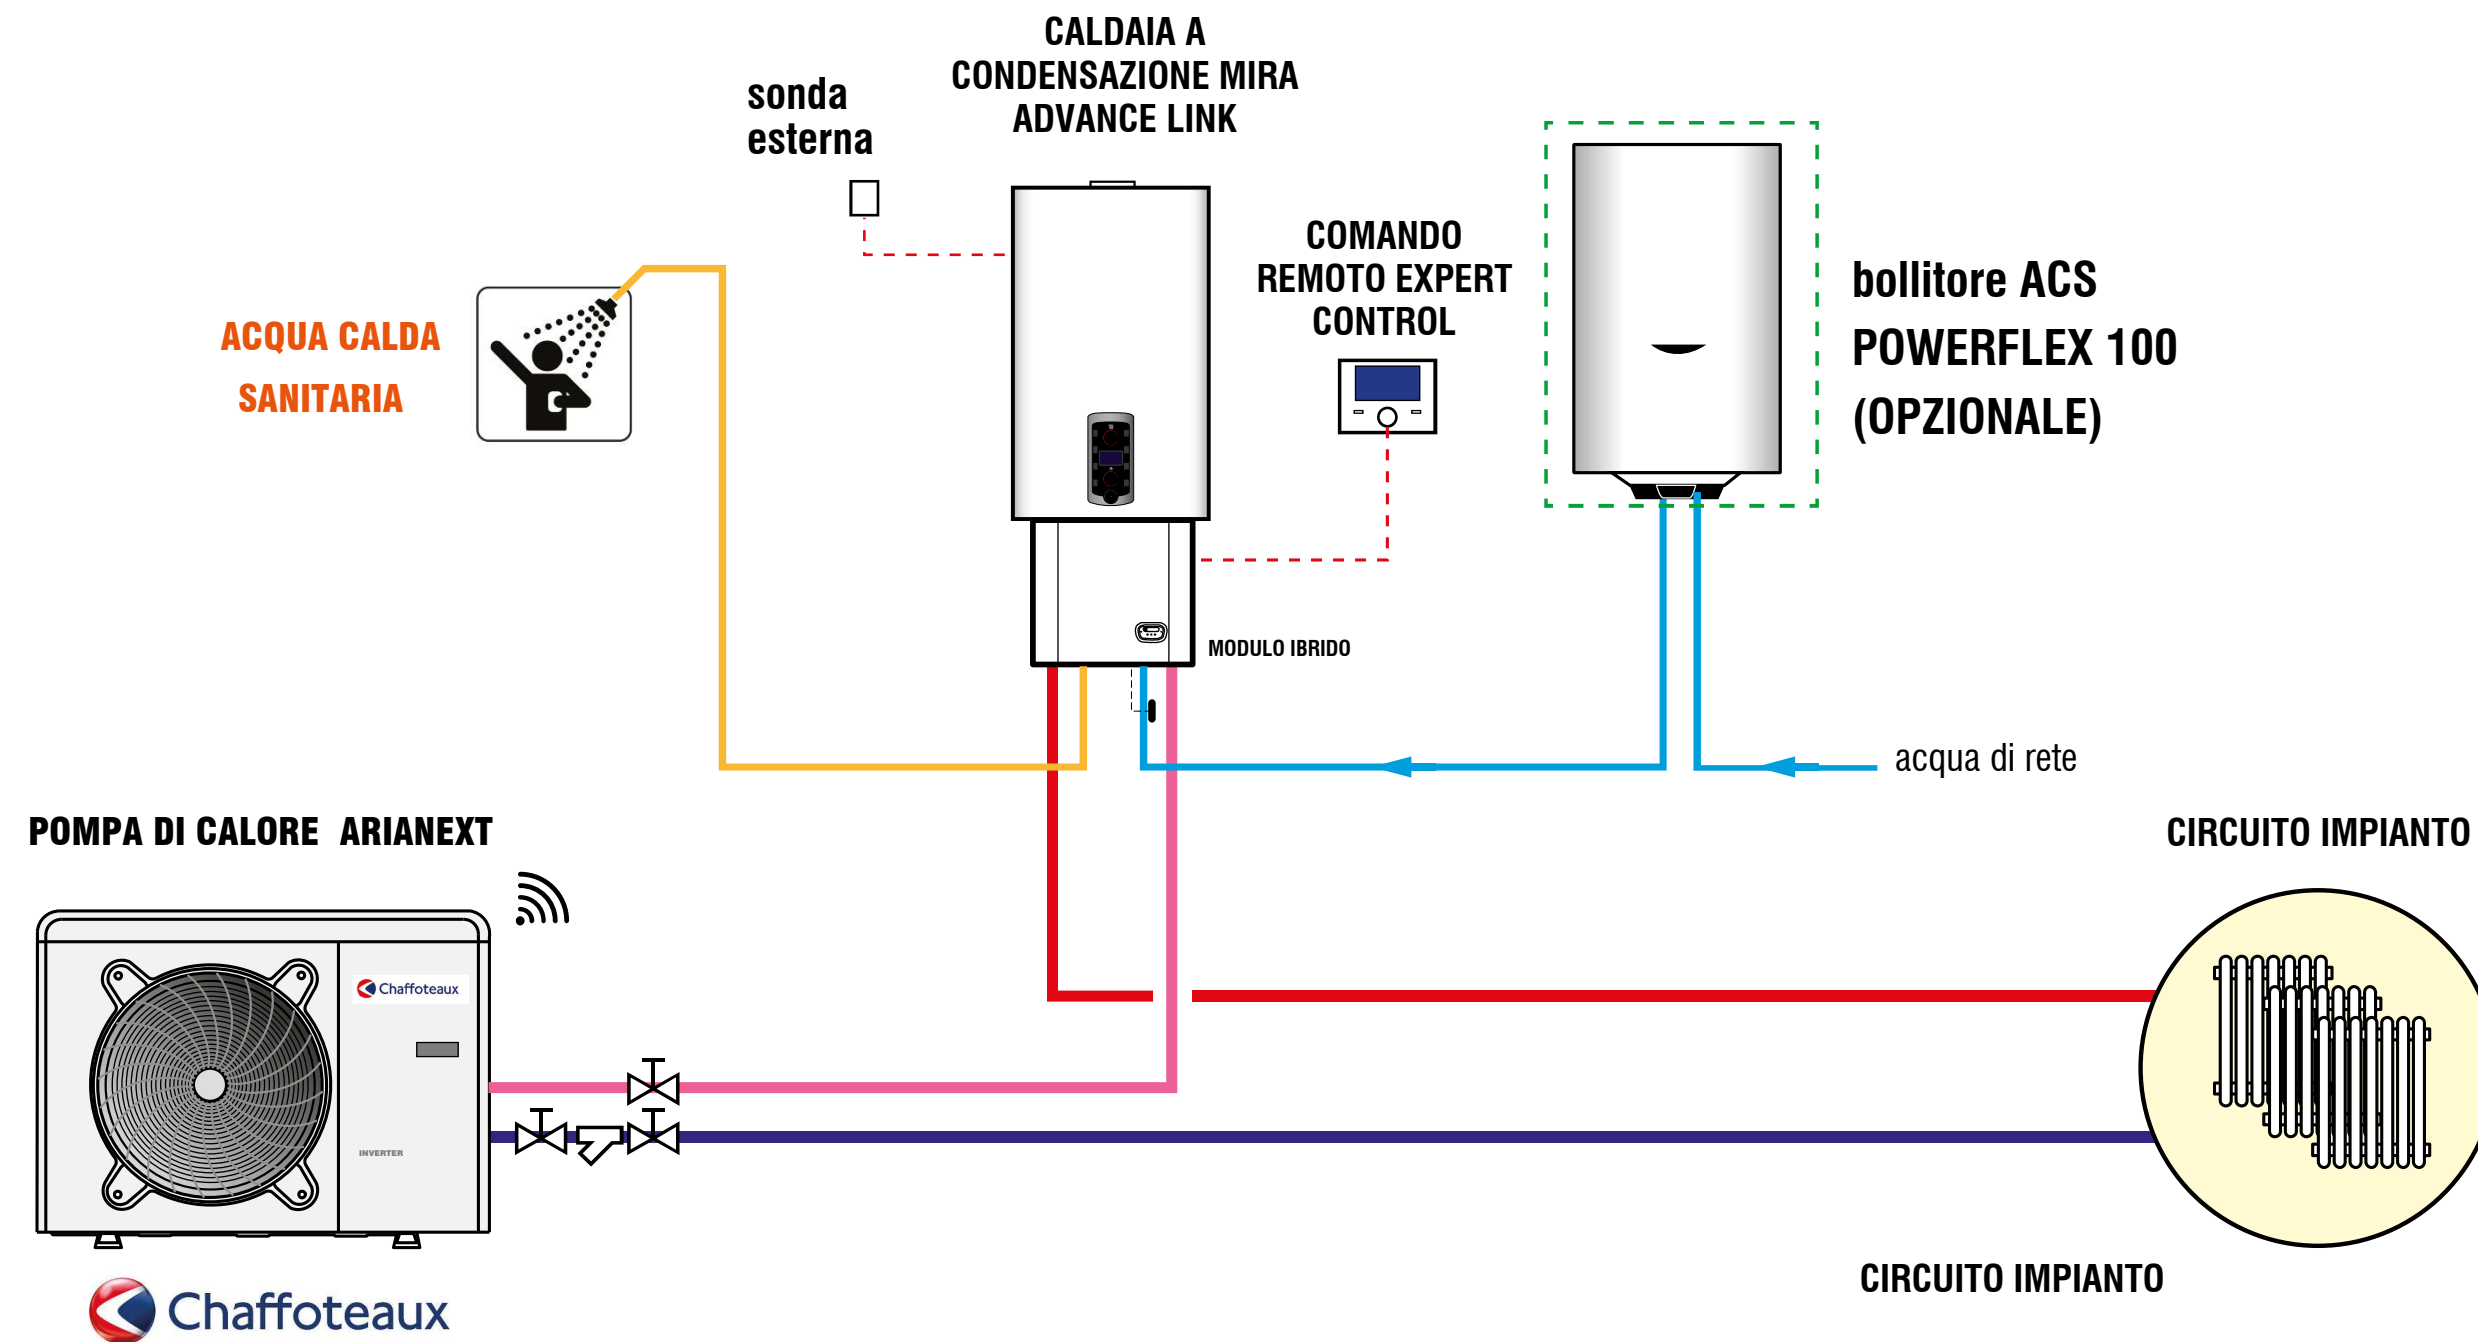 CALDAIA A
CONDENSAZIONE MIRA
ADVANCE LINK
sonda
esterna
COMANDO
REMOTO EXPERT
CONTROL
bollitore ACS
POWERFLEX 100
(OPZIONALE)
ACQUA CALDA
SANITARIA
MODULO IBRIDO
acqua di rete
POMPA DI CALORE  ARIANEXT
CIRCUITO IMPIANTO
Chaffoteaux
INVERTER
CIRCUITO IMPIANTO
Chaffoteaux